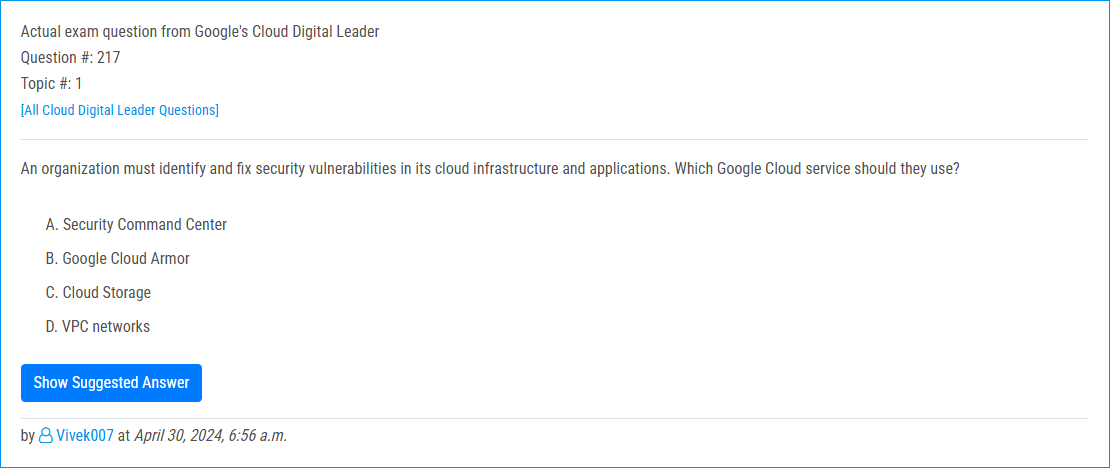 Actual exam question from Google's Cloud Digital Leader
Question #: 217
Topic #: 1
[All Cloud Digital Leader Questions]
An organization must identify and fix security vulnerabilities in its cloud infrastructure and applications. Which Google Cloud service should they use?
A. Security Command Center
B. Google Cloud Armor
C. Cloud Storage
D. VPC networks
Show Suggested Answer
by Vivek007 at April 30, 2024, 6:56 a.m.